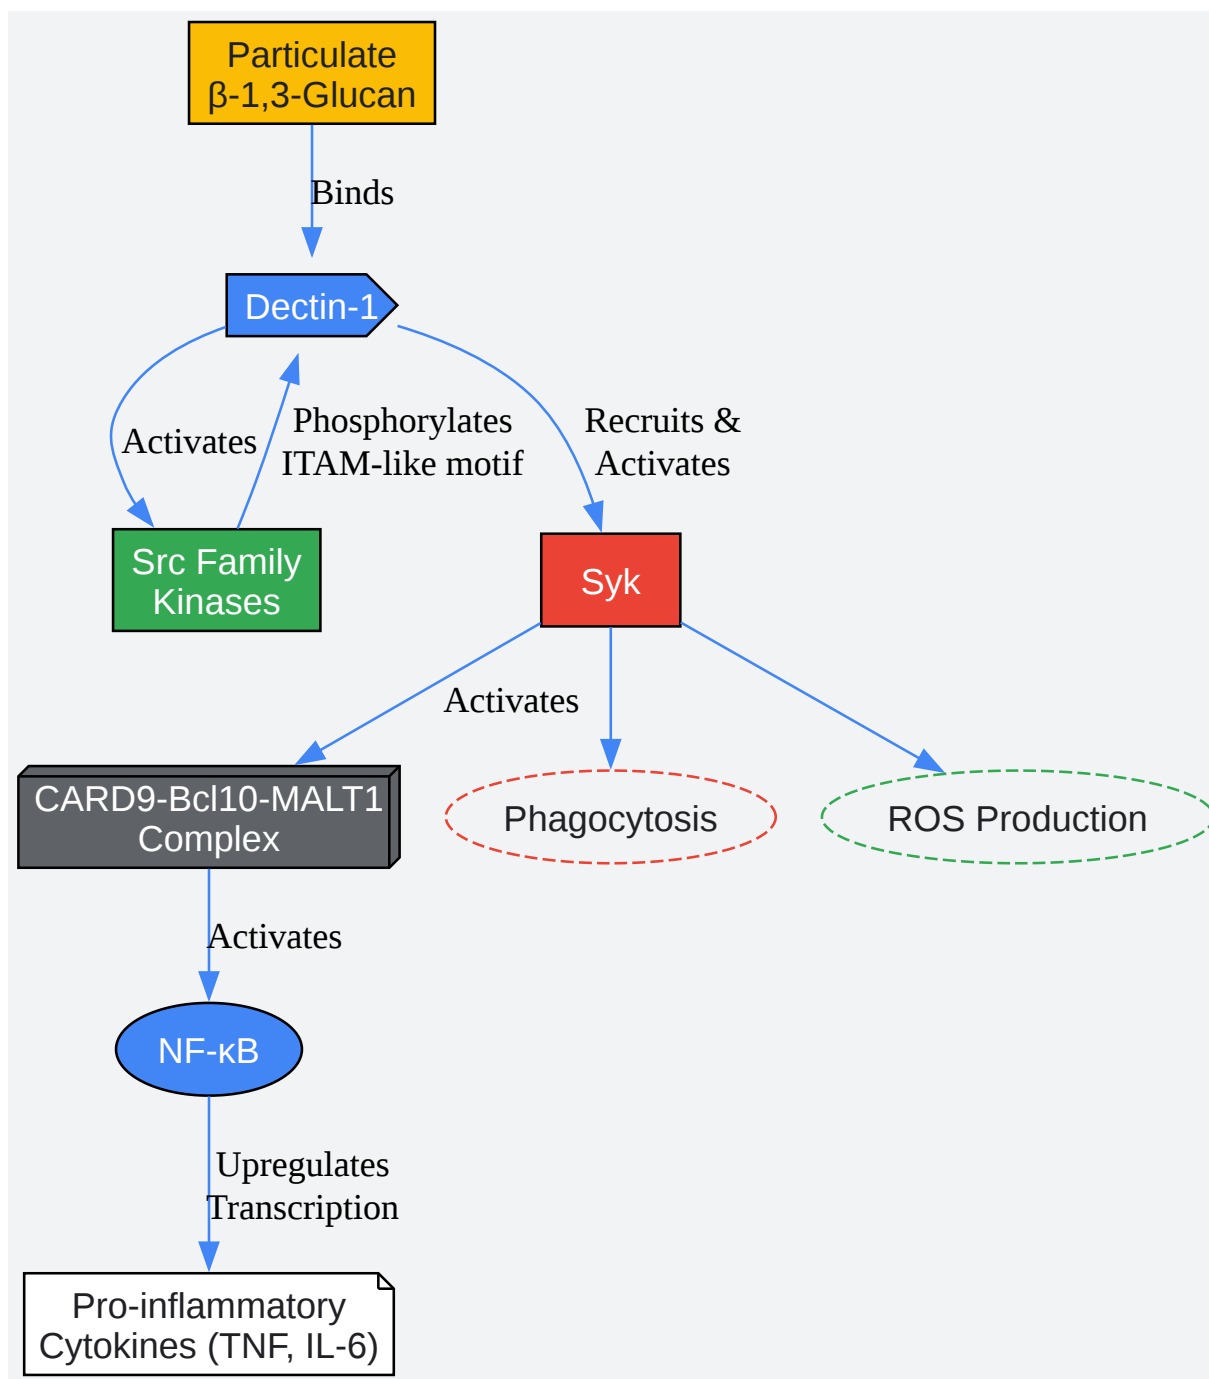 Particulate
β-1,3-Glucan
Binds
Dectin-1
Activates
Phosphorylates
ITAM-like motif
Recruits &
Activates
Src Family
Kinases
Syk
Activates
CARD9-Bcl10-MALT1
Complex
Phagocytosis
ROS Production
Activates
NF-κB
Upregulates
Transcription
Pro-inflammatory
Cytokines (TNF, IL-6)